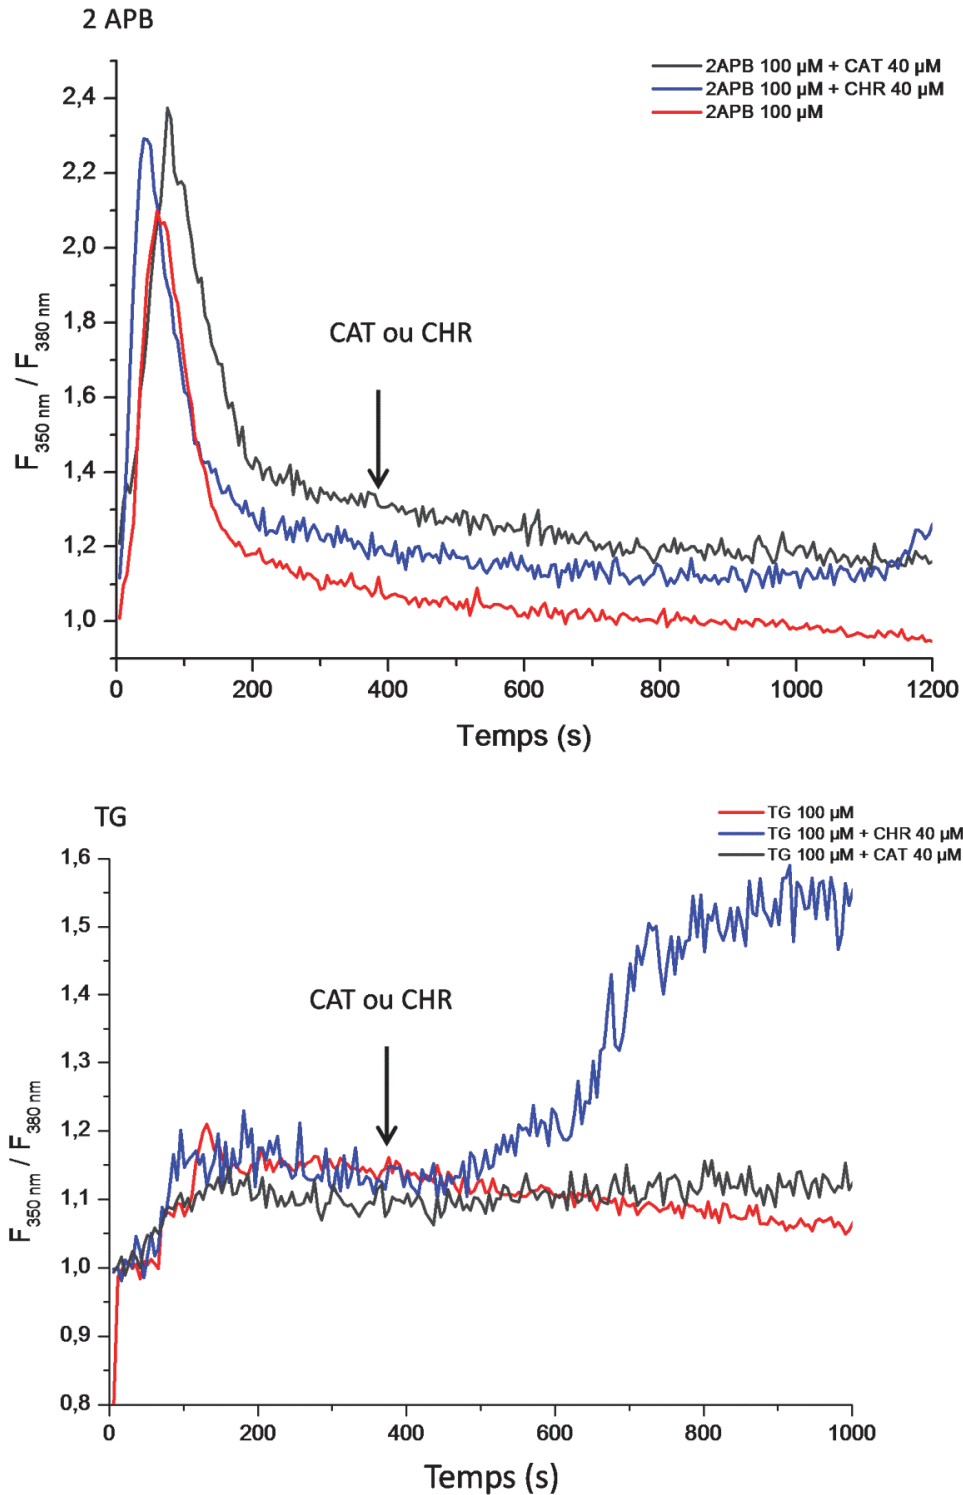 2 APB
2APB 100 µM + CAT 40 µM
2APB 100 µM + CHR 40 µM
2APB 100 µM
2,4
2,2
2,0
1,8
1,6
1,4
1,2
1,0
F 350 nm / F 380 nm
CAT ou CHR
0
200
400
600
800
1000
1200
Temps (s)
TG
TG 100 µM
TG 100 µM + CHR 40 µM
TG 100 µM + CAT 40 µM
1,6
1,5
1,4
1,3
1,2
1,1
1,0
0,9
0,8
F 350 nm / F 380 nm
CAT ou CHR
0
200
400
600
800
1000
Temps (s)